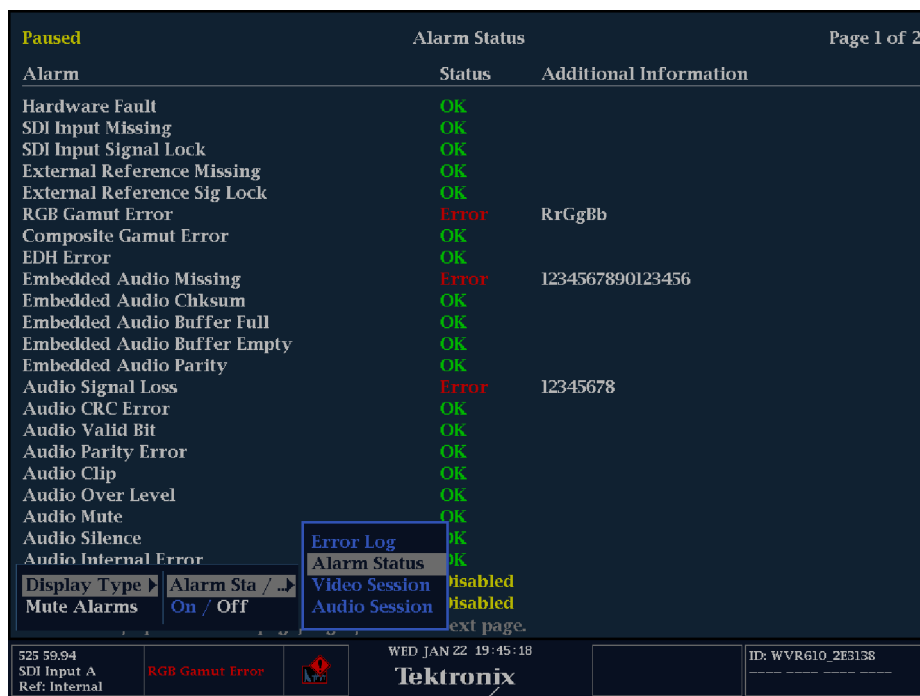 Paused Alarm Status Page 1 of 2
Alarm Status Additional Information
Hardware Fault OK
SDI Input Missing OK
SDI Input Signal Lock OK
External Reference Missing OK
External Reference Sig Lock OK
RGB Gamut Error Error RrGgBb
Composite Gamut Error OK
EDH Error OK
Embedded Audio Missing Error 1234567890123456
Embedded Audio Chksum OK
Embedded Audio Buffer Full OK
Embedded Audio Buffer Empty OK
Embedded Audio Parity OK
Audio Signal Loss Error 12345678
Audio CRC Error OK
Audio Valid Bit OK
Audio Parity Error OK
Audio Clip OK
Audio Over Level OK
Audio Mute OK
Audio Silence OK
Audio Internal Error OK
Disabled
Disabled
ext page.
Error Log
Alarm Status
Video Session
Audio Session
Display Type Alarm Sta / ...
Mute Alarms On / Off
525 59.94
SDI Input A
Ref: Internal
RGB Gamut Error
WED JAN 22 19:45:18
Tektronix
ID: WVR610_2E3138
---- ---- ---- ----